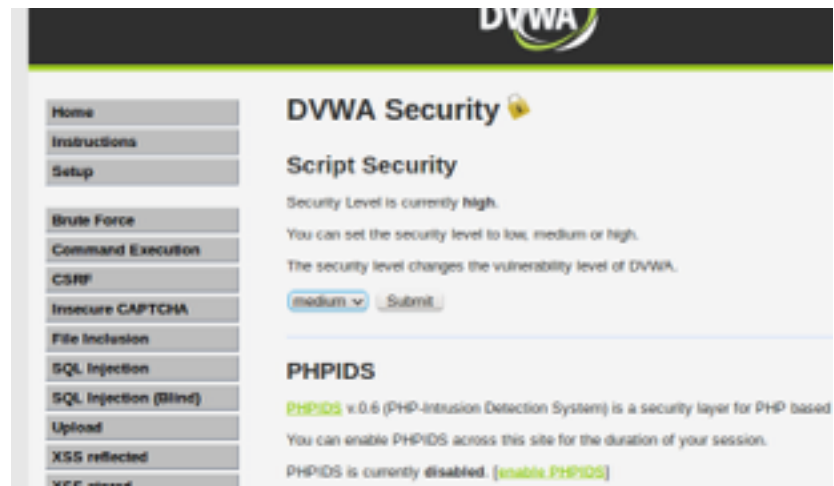 DVWA
Home
Instructions
Setup
Brute Force
Command Execution
CSRF
Insecure CAPTCHA
File Inclusion
SQL Injection
SQL Injection (Blind)
Upload
XSS reflected
XSS stored
DVWA Security
Script Security
Security Level is currently high.
You can set the security level to low, medium or high.
The security level changes the vulnerability level of DVWA.
medium Submit
PHPIDS
PHPIDS v.0.6 (PHP-Intrusion Detection System) is a security layer for PHP based
You can enable PHPIDS across this site for the duration of your session.
PHPIDS is currently disabled. [enable PHPIDS]